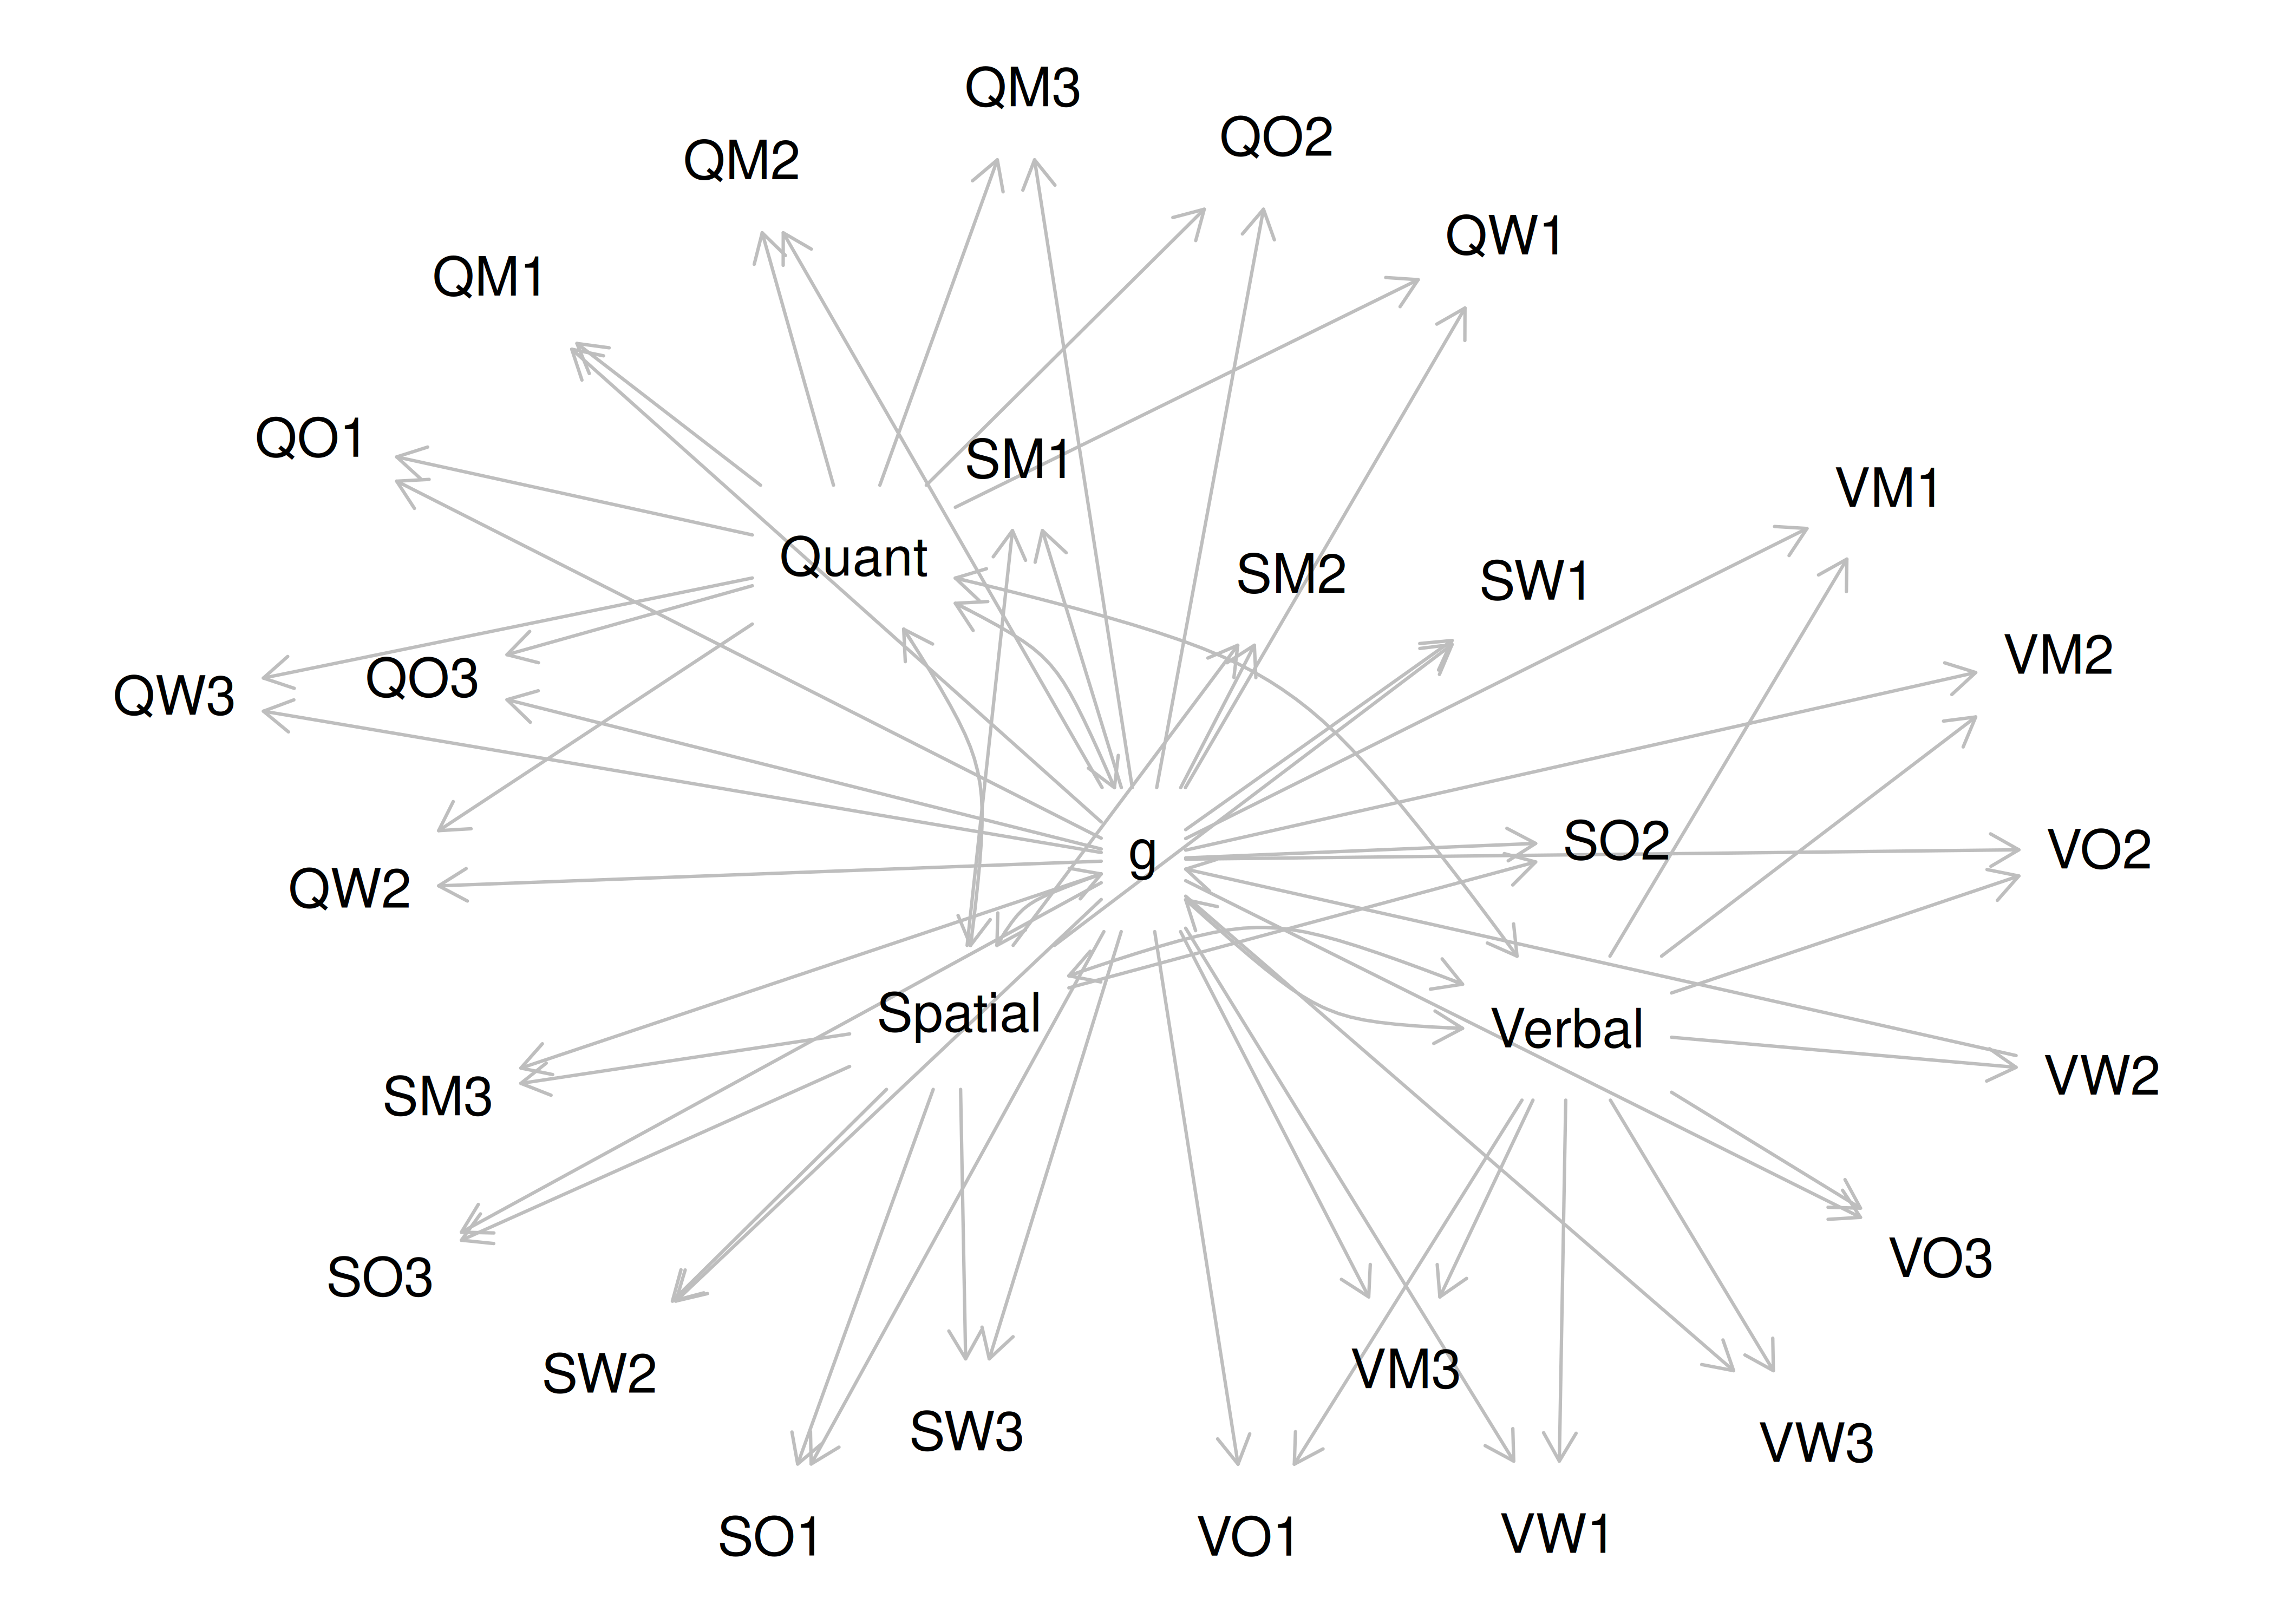 QM3
QO2
QM2
QW1
QM1
QO1
SM1
VM1
Quant
SM2
SW1
VM2
QO3
QW3
SO2
VO2
g
QW2
Spatial
Verbal
VW2
SM3
VO3
SO3
VM3
SW2
SW3
VW3
VW1
SO1
VO1